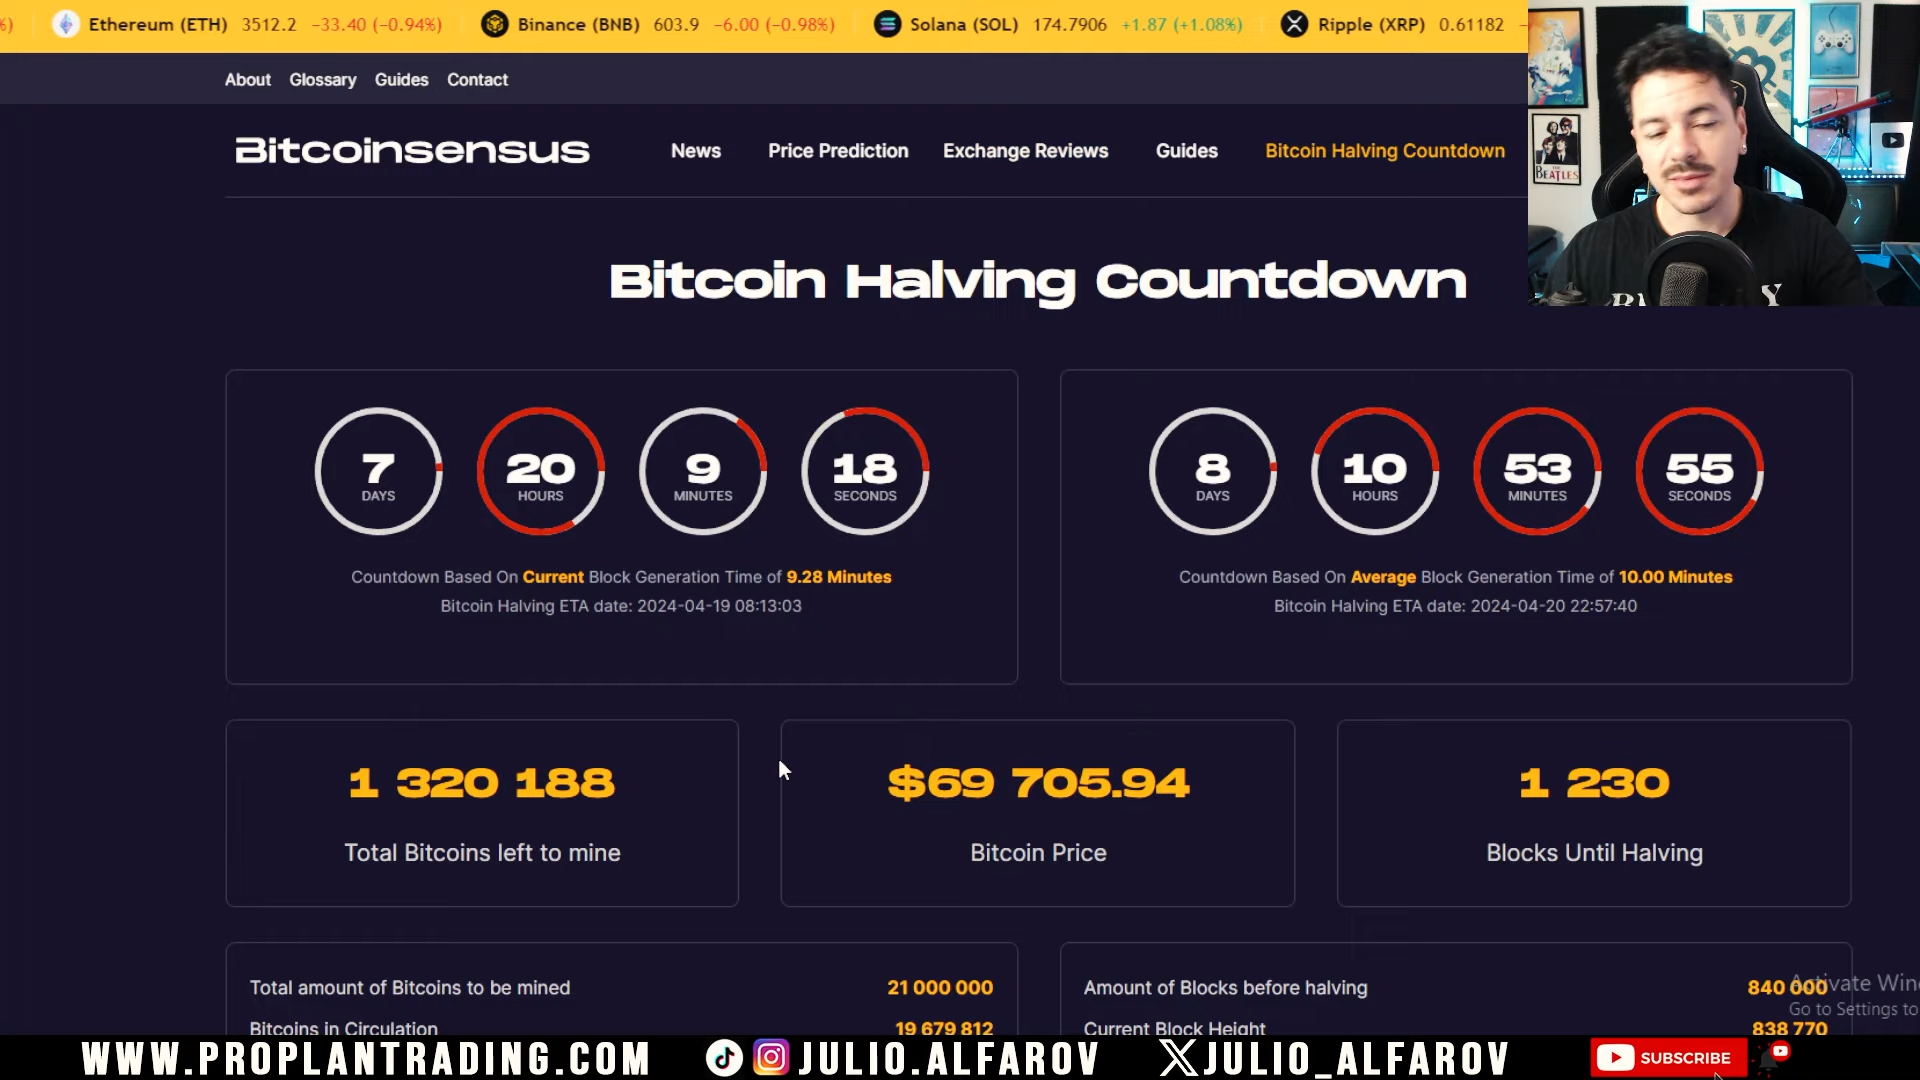 Ethereum (ETH) 3512.2 −33.40 (−0.94%) Binance (BNB) 603.9 −6.00 (−0.98%) Solana (SOL) 174.7906 +1.87 (+1.08%) Ripple (XRP) 0.61182
About Glossary Guides Contact
Bitcoinsensus News Price Prediction Exchange Reviews Guides Bitcoin Halving Countdown
THE BEATLES
Bitcoin Halving Countdown
7 20 9 18
DAYS HOURS MINUTES SECONDS
8 10 53 55
DAYS HOURS MINUTES SECONDS
Countdown Based On Current Block Generation Time of 9.28 Minutes
Bitcoin Halving ETA date: 2024-04-19 08:13:03
Countdown Based On Average Block Generation Time of 10.00 Minutes
Bitcoin Halving ETA date: 2024-04-20 22:57:40
1 320 188
Total Bitcoins left to mine
$69 705.94
Bitcoin Price
1 230
Blocks Until Halving
Total amount of Bitcoins to be mined 21 000 000
Bitcoins in Circulation 19 679 812
Amount of Blocks before halving 840 000
Current Block Height 838 770
Activate Win
Go to Settings to
WWW.PROPLANTRADING.COM JULIO.ALFAROV JULIO_ALFAROV SUBSCRIBE